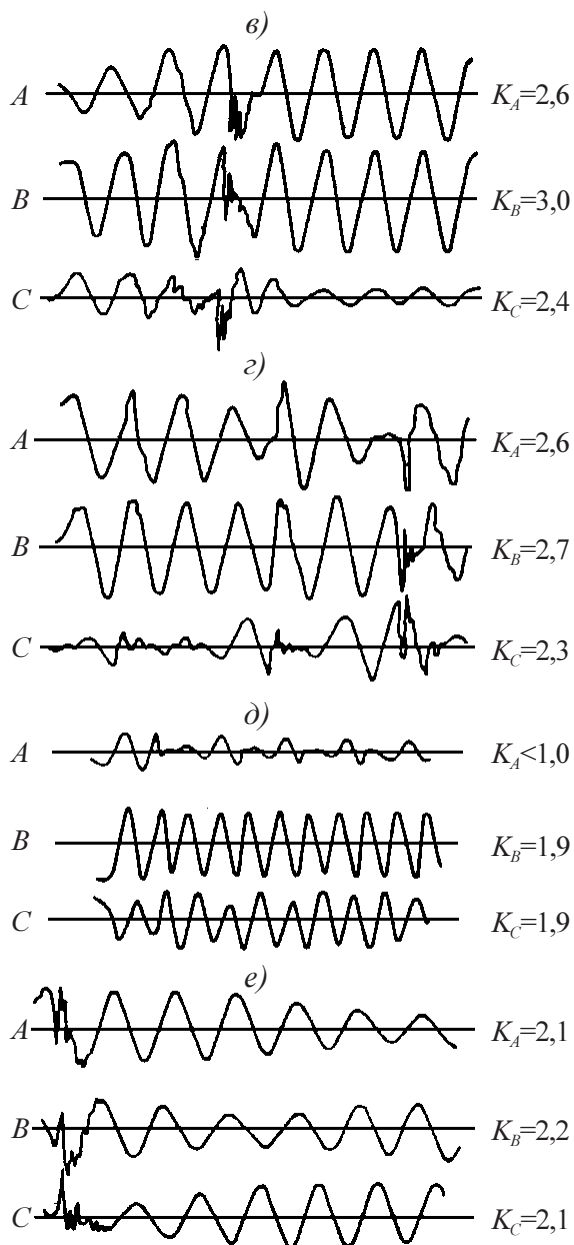 в)
A K_A=2,6
B K_B=3,0
C K_C=2,4
г)
A K_A=2,6
B K_B=2,7
C K_C=2,3
д)
A K_A<1,0
B K_B=1,9
C K_C=1,9
е)
A K_A=2,1
B K_B=2,2
C K_C=2,1